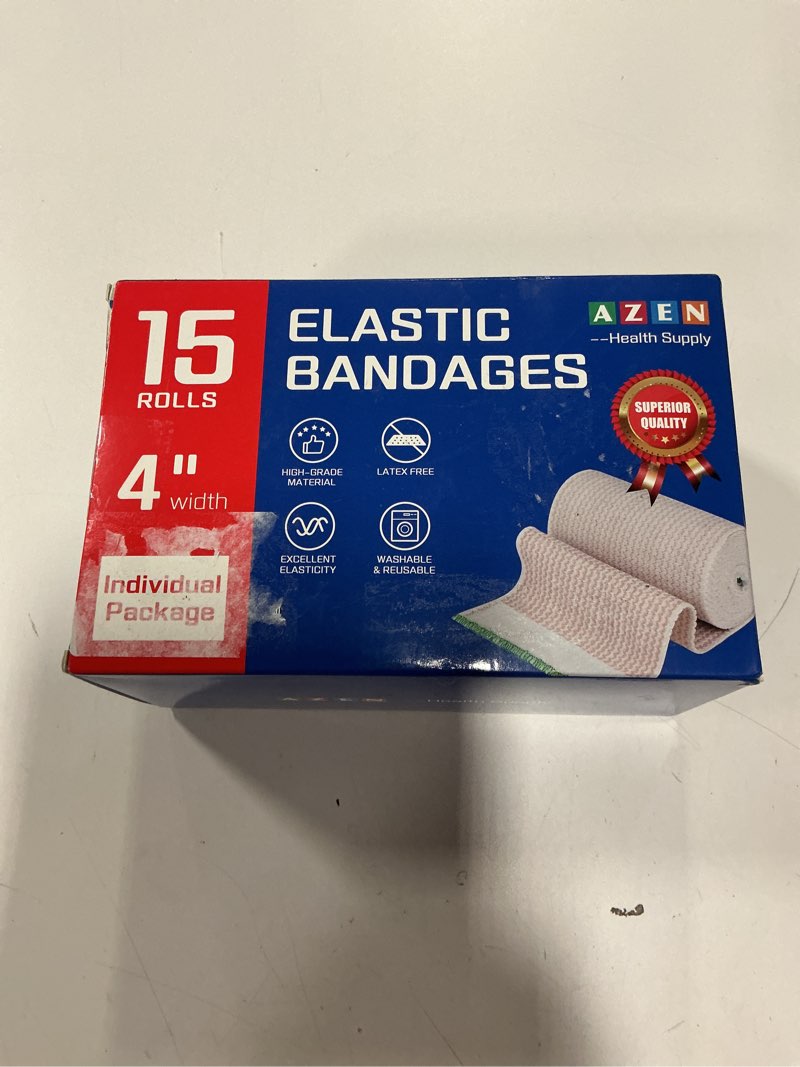 15
ROLLS
4" width
Individual
Package
ELASTIC
BANDAGES
HIGH-GRADE
MATERIAL
LATEX FREE
EXCELLENT
ELASTICITY
WASHABLE
& REUSABLE
AZEN
--Health Supply
SUPERIOR
QUALITY
AZEN